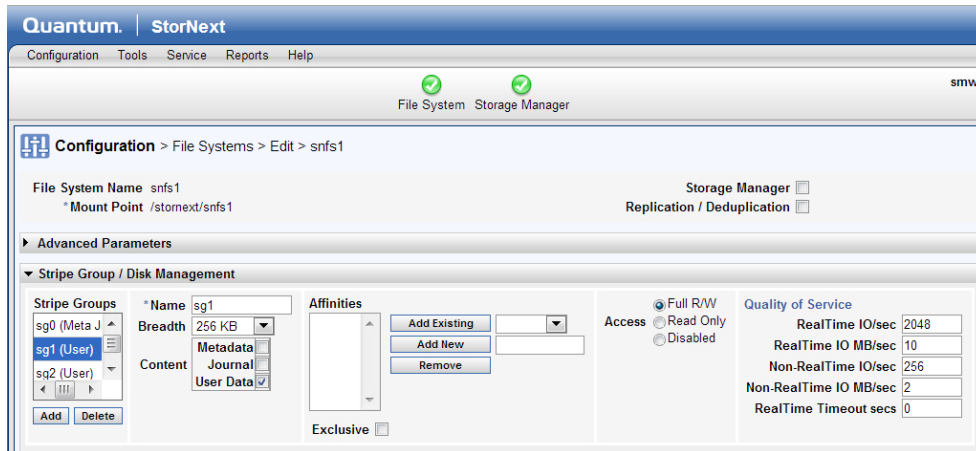 Quantum. | StorNext
Configuration Tools Service Reports Help
File System Storage Manager
smw
Configuration > File Systems > Edit > snfs1
File System Name snfs1
Storage Manager
*Mount Point /stornext/snfs1
Replication / Deduplication
Advanced Parameters
Stripe Group / Disk Management
Stripe Groups
sg0 (Meta J
sg1 (User)
sg2 (User)
Add Delete
*Name sg1
Breadth 256 KB
Content
Metadata
Journal
User Data
Affinities
Add Existing
Add New
Remove
Exclusive
Access
Full R/W
Read Only
Disabled
Quality of Service
RealTime IO/sec 2048
RealTime IO MB/sec 10
Non-RealTime IO/sec 256
Non-RealTime IO MB/sec 2
RealTime Timeout secs 0